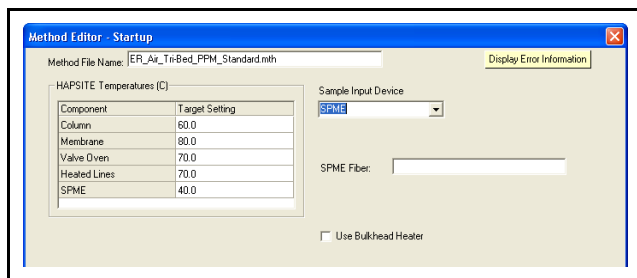 Method Editor - Startup
Method File Name: ER_Air_Tri-Bed_PPM_Standard.mth
Display Error Information
HAPSITE Temperatures (C)
Component Target Setting
Column 60.0
Membrane 80.0
Valve Oven 70.0
Heated Lines 70.0
SPME 40.0
Sample Input Device
SPME
SPME Fiber:
Use Bulkhead Heater